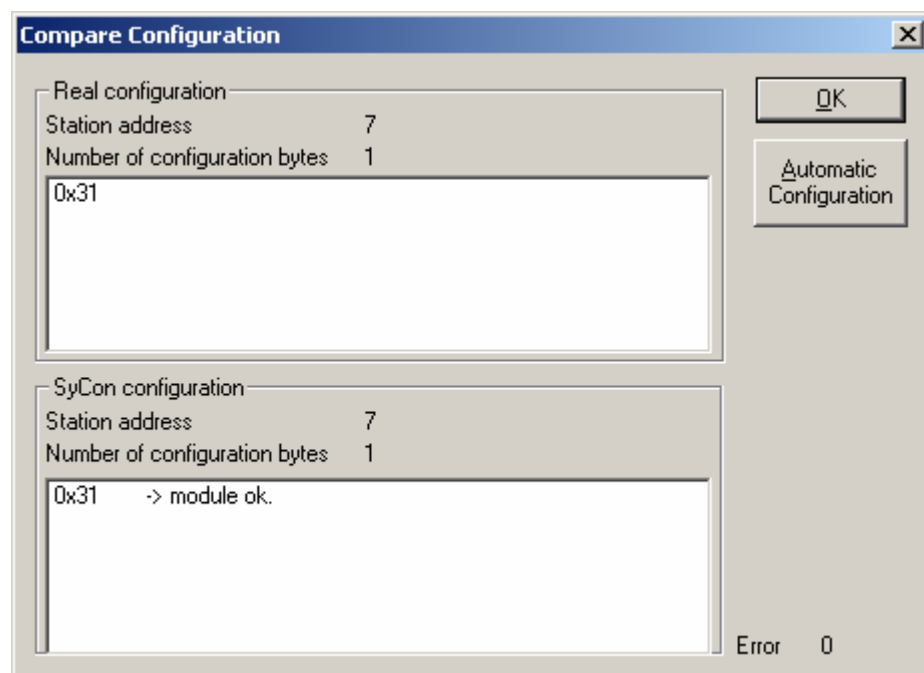 Compare Configuration
Real configuration
Station address 7
Number of configuration bytes 1
0x31
OK
Automatic
Configuration
SyCon configuration
Station address 7
Number of configuration bytes 1
0x31 -> module ok.
Error 0